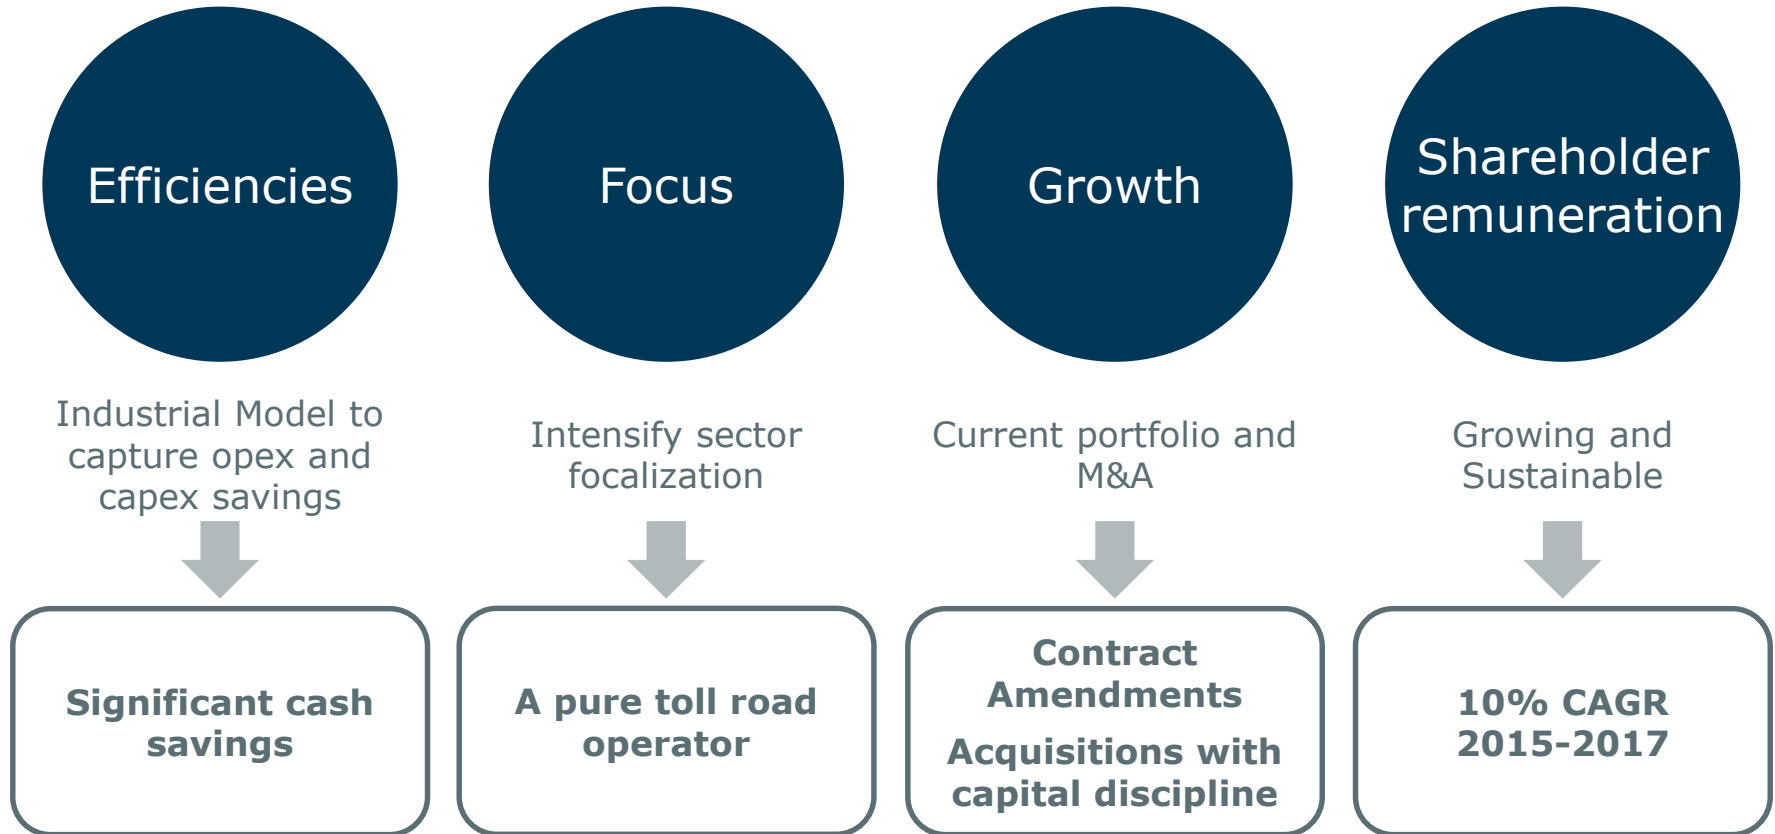 Efficiencies
Focus
Growth
Shareholder
remuneration
Industrial Model to
capture opex and
capex savings
Intensify sector
focalization
Current portfolio and
M&A
Growing and
Sustainable
Significant cash
savings
A pure toll road
operator
Contract
Amendments
Acquisitions with
capital discipline
10% CAGR
2015-2017